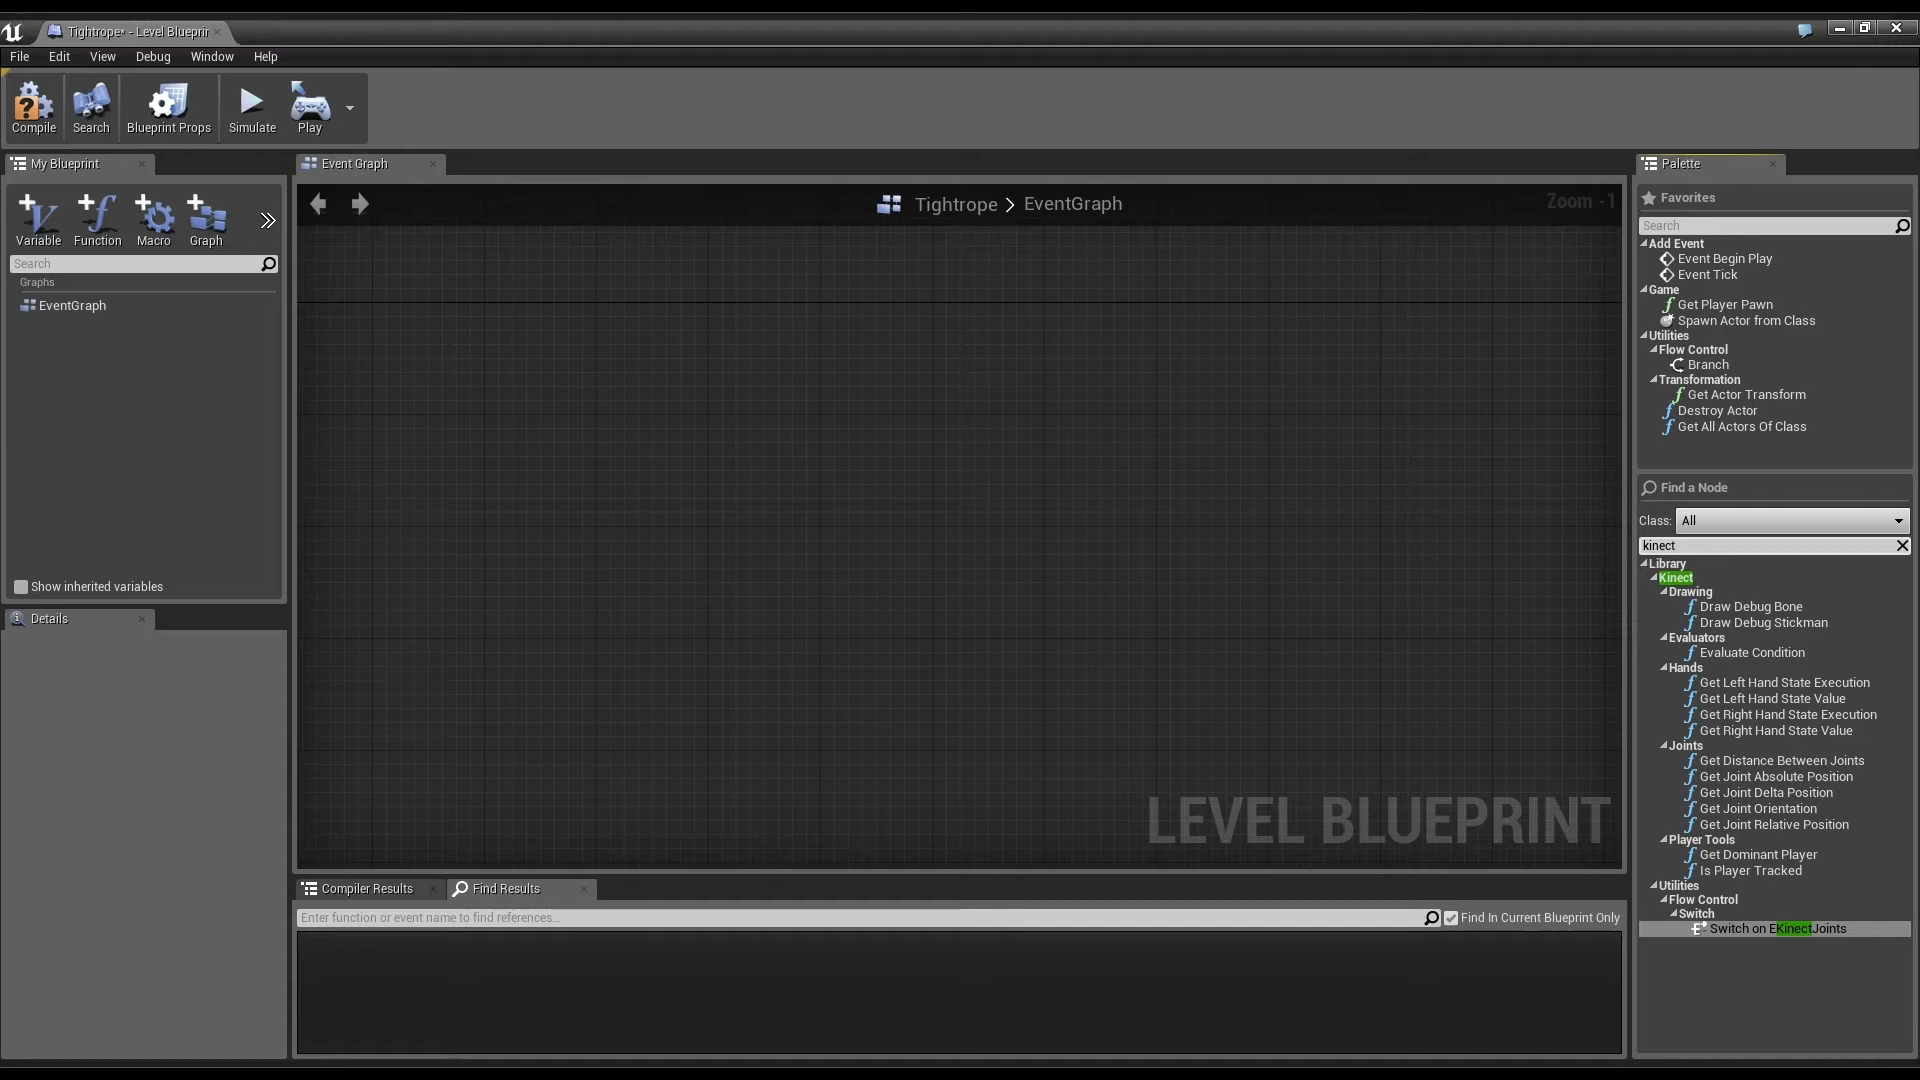 Tightrope* - Level Blueprir
File Edit View Debug Window Help
Compile Search Blueprint Props Simulate Play
My Blueprint
Variable Function Macro Graph
Search
Graphs
EventGraph
Show inherited variables
Details
Event Graph
Tightrope > EventGraph
Zoom -1
LEVEL BLUEPRINT
Compiler Results Find Results
Enter function or event name to find references...
Find In Current Blueprint Only
Palette
Favorites
Search
Add Event
Event Begin Play
Event Tick
Game
Get Player Pawn
Spawn Actor from Class
Utilities
Flow Control
Branch
Transformation
Get Actor Transform
Destroy Actor
Get All Actors Of Class
Find a Node
Class: All
kinect
Library
Kinect
Drawing
Draw Debug Bone
Draw Debug Stickman
Evaluators
Evaluate Condition
Hands
Get Left Hand State Execution
Get Left Hand State Value
Get Right Hand State Execution
Get Right Hand State Value
Joints
Get Distance Between Joints
Get Joint Absolute Position
Get Joint Delta Position
Get Joint Orientation
Get Joint Relative Position
Player Tools
Get Dominant Player
Is Player Tracked
Utilities
Flow Control
Switch
Switch on EKinectJoints